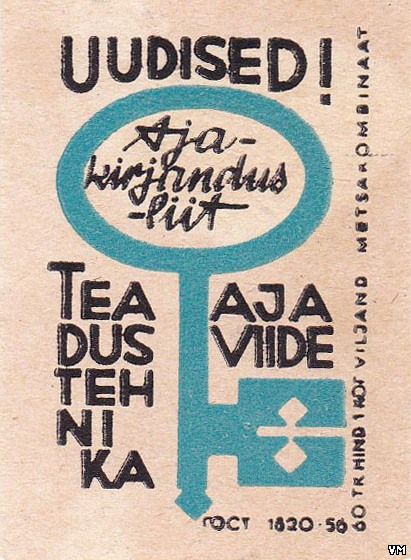 UUDISED!
Aja-
kirjandus
-liit
TEA
DUS
TEH
NI
KA
AJA
VIIDE
60 TK HIND 1 KOP VILJANDI METSAKOMBINAAT
ГОСТ 1820-56
VM